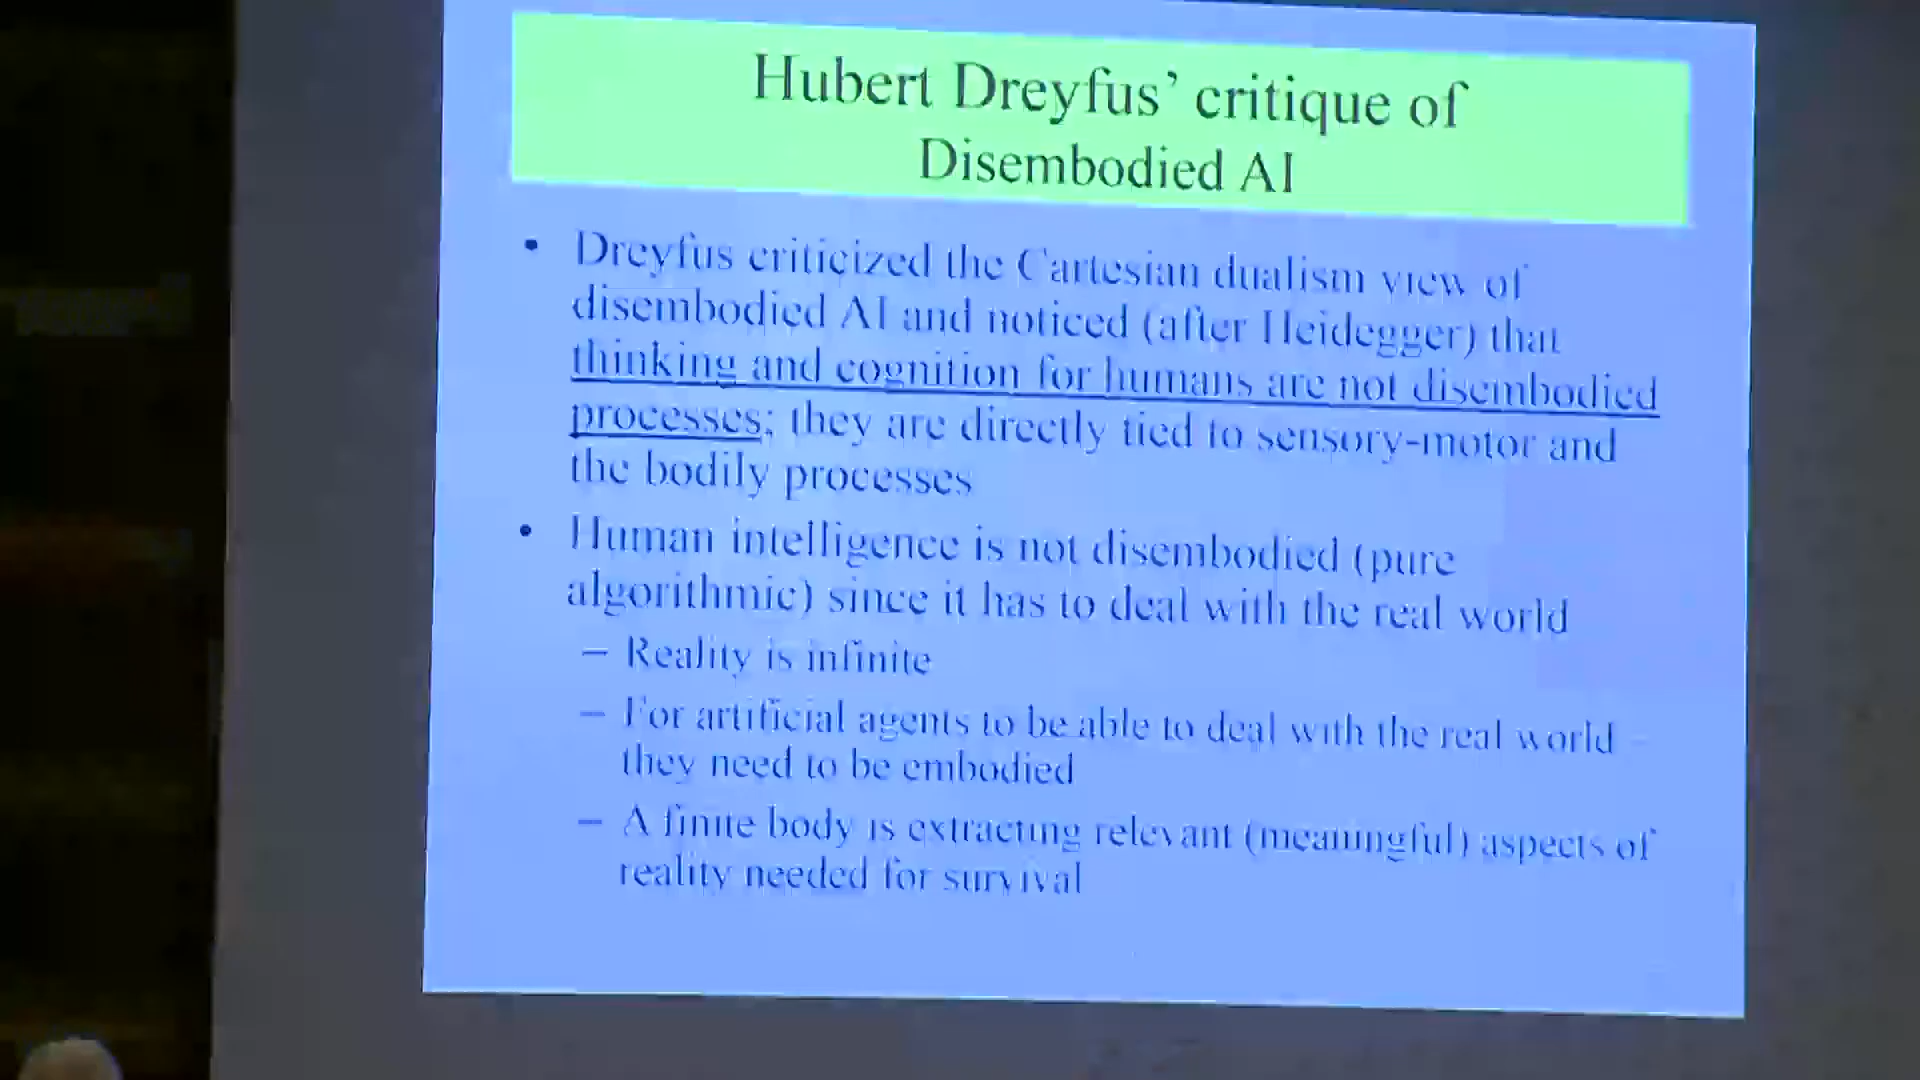 Hubert Dreyfus’ critique of
Disembodied AI
• Dreyfus criticized the Cartesian dualism view of
disembodied AI and noticed (after Heidegger) that
thinking and cognition for humans are not disembodied
processes; they are directly tied to sensory-motor and
the bodily processes
• Human intelligence is not disembodied (pure
algorithmic) since it has to deal with the real world
– Reality is infinite
– For artificial agents to be able to deal with the real world –
they need to be embodied
– A finite body is extracting relevant (meaningful) aspects of
reality needed for survival